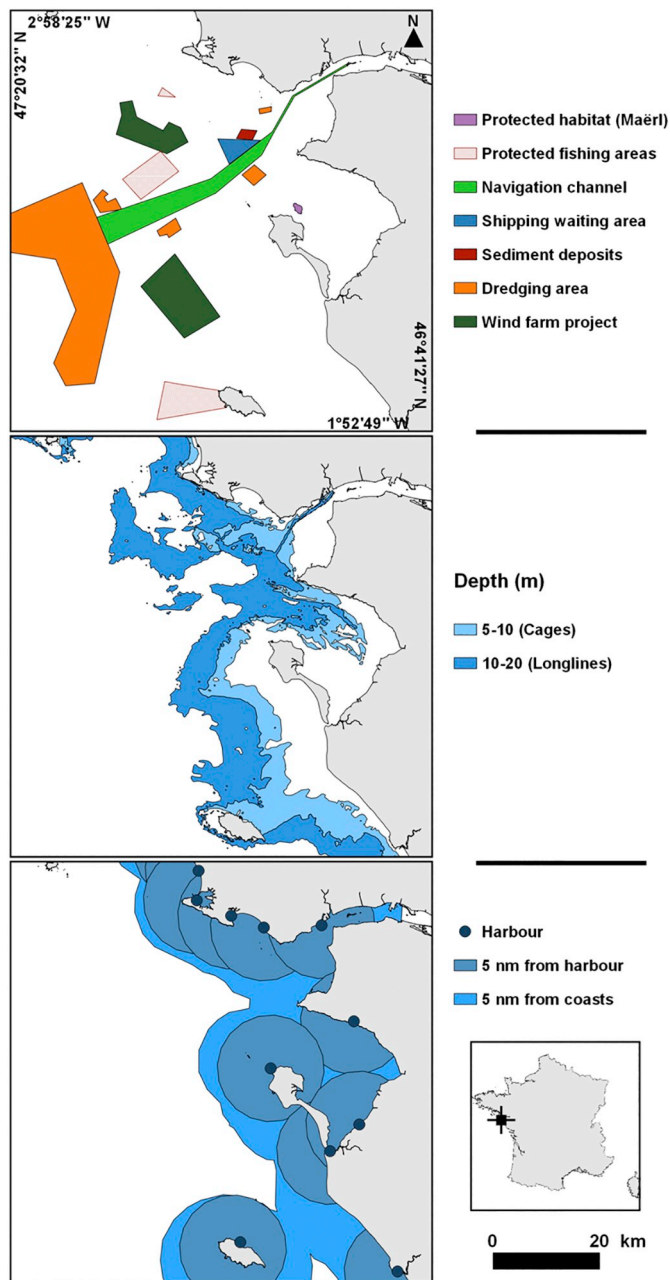 2°58'25'' W
N
47°20'32'' N
46°41'27'' N
1°52'49'' W
Protected habitat (Maërl)
Protected fishing areas
Navigation channel
Shipping waiting area
Sediment deposits
Dredging area
Wind farm project
Depth (m)
5-10 (Cages)
10-20 (Longlines)
Harbour
5 nm from harbour
5 nm from coasts
0 20 km